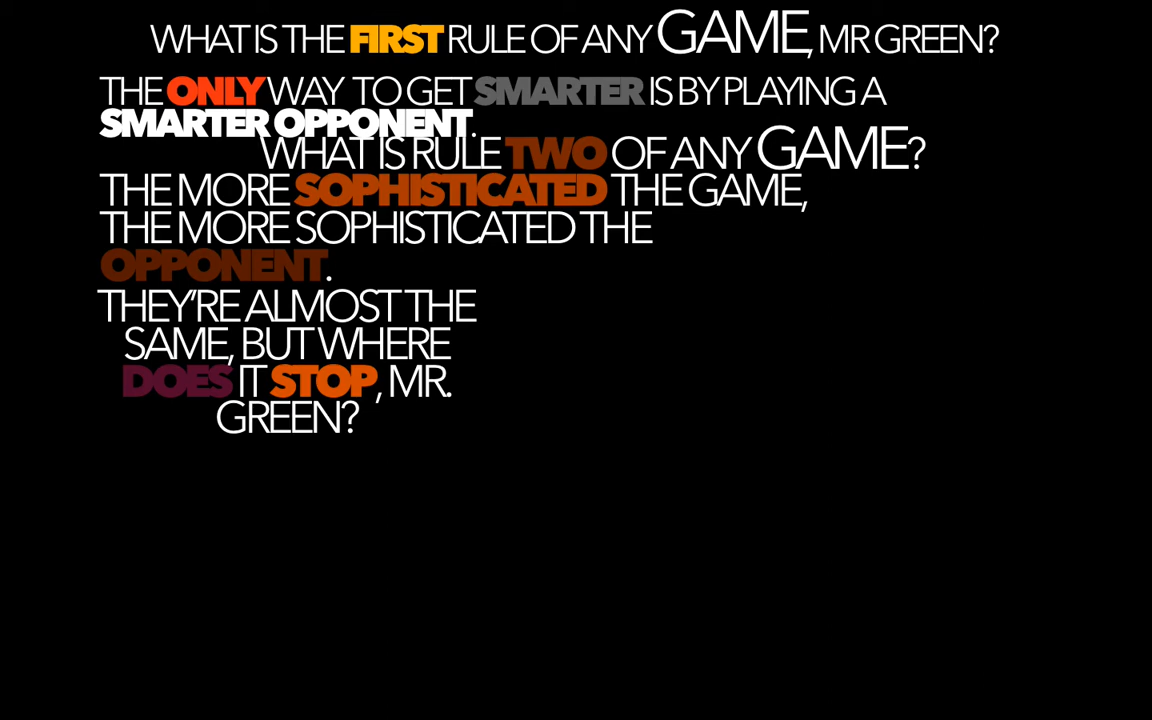 WHAT IS THE FIRST RULE OF ANY GAME, MR GREEN?
THE ONLY WAY TO GET SMARTER IS BY PLAYING A
SMARTER OPPONENT.
WHAT IS RULE TWO OF ANY GAME?
THE MORE SOPHISTICATED THE GAME,
THE MORE SOPHISTICATED THE
OPPONENT.
THEY'RE ALMOST THE
SAME, BUT WHERE
DOES IT STOP, MR.
GREEN?